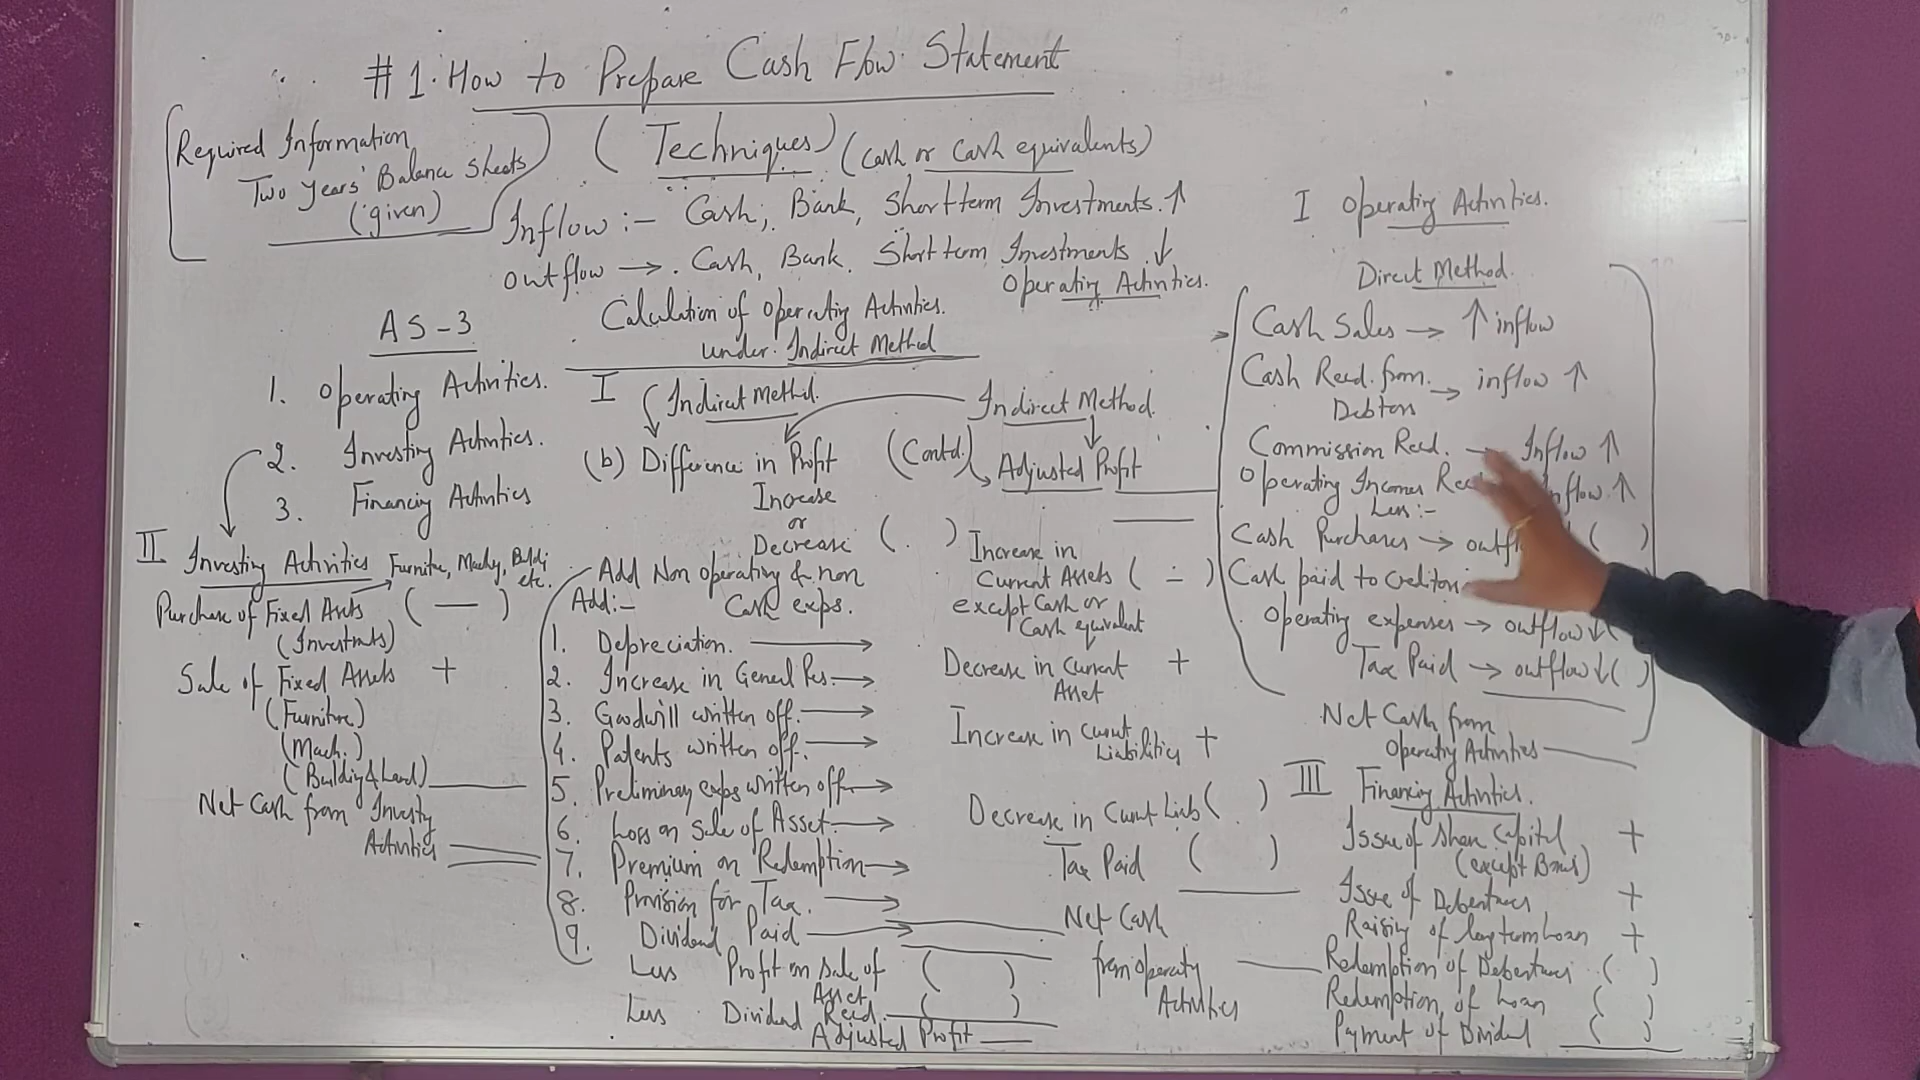 #1. How to Prepare Cash Flow Statement
Required Information
Two years' Balance Sheets
(given)
(Techniques) (Cash or Cash equivalents)
Inflow :- Cash, Bank, Short term Investments ↑
outflow → Cash, Bank, Short term Investments ↓
Operating Activities.
AS-3
1. Operating Activities.
2. Investing Activities.
3. Financing Activities
II Investing Activities
Furniture, Machy, Buldi etc.
Purchase of Fixed Assets (—)
(Investments)
Sale of Fixed Assets +
(Furniture)
(Mach.)
(Building & Land)
Net Cash from Investg
Activities
Calculation of Operating Activities.
under Indirect Method
I Indirect Method.
(b) Difference in Profit
Increase
or
Decrease ( . )
Add Non operating & non
Add:- Cash exps.
1. Depreciation. →
2. Increase in General Res. →
3. Goodwill written off. →
4. Patents written off. →
5. Preliminary exps written off →
6. Loss on Sale of Asset →
7. Premium on Redemption →
8. Provision for Tax. →
9. Dividend Paid →
Less Profit on Sale of ( )
Asset
Less Dividend Recd. ( )
Adjusted Profit
Indirect Method.
(Contd.) Adjusted Profit
Increase in
Current Assets ( - )
except Cash or
Cash equivalent
Decrease in Current +
Asset
Increase in currnt +
Liabilities
Decrease in Currnt Liab ( )
Tax Paid ( )
Net Cash
from operatg
Activities
I Operating Activities.
Direct Method.
Cash Sales → ↑ inflow
Cash Recd. from → inflow ↑
Debtors
Commission Recd. → Inflow ↑
Operating Incomes Inflow ↑
Less:-
Cash Purchases → ( )
Cash paid to Creditors
Operating expenses → outflow ↓ (
Tax Paid → outflow ↓ ( )
Net Cash from
Operating Activities
III Financing Activities.
Issue of Share Capital +
(except Bonus)
Issue of Debentures +
Raising of long term loan +
Redemption of Debentures ( )
Redemption of loan ( )
Payment of Dividend ( )